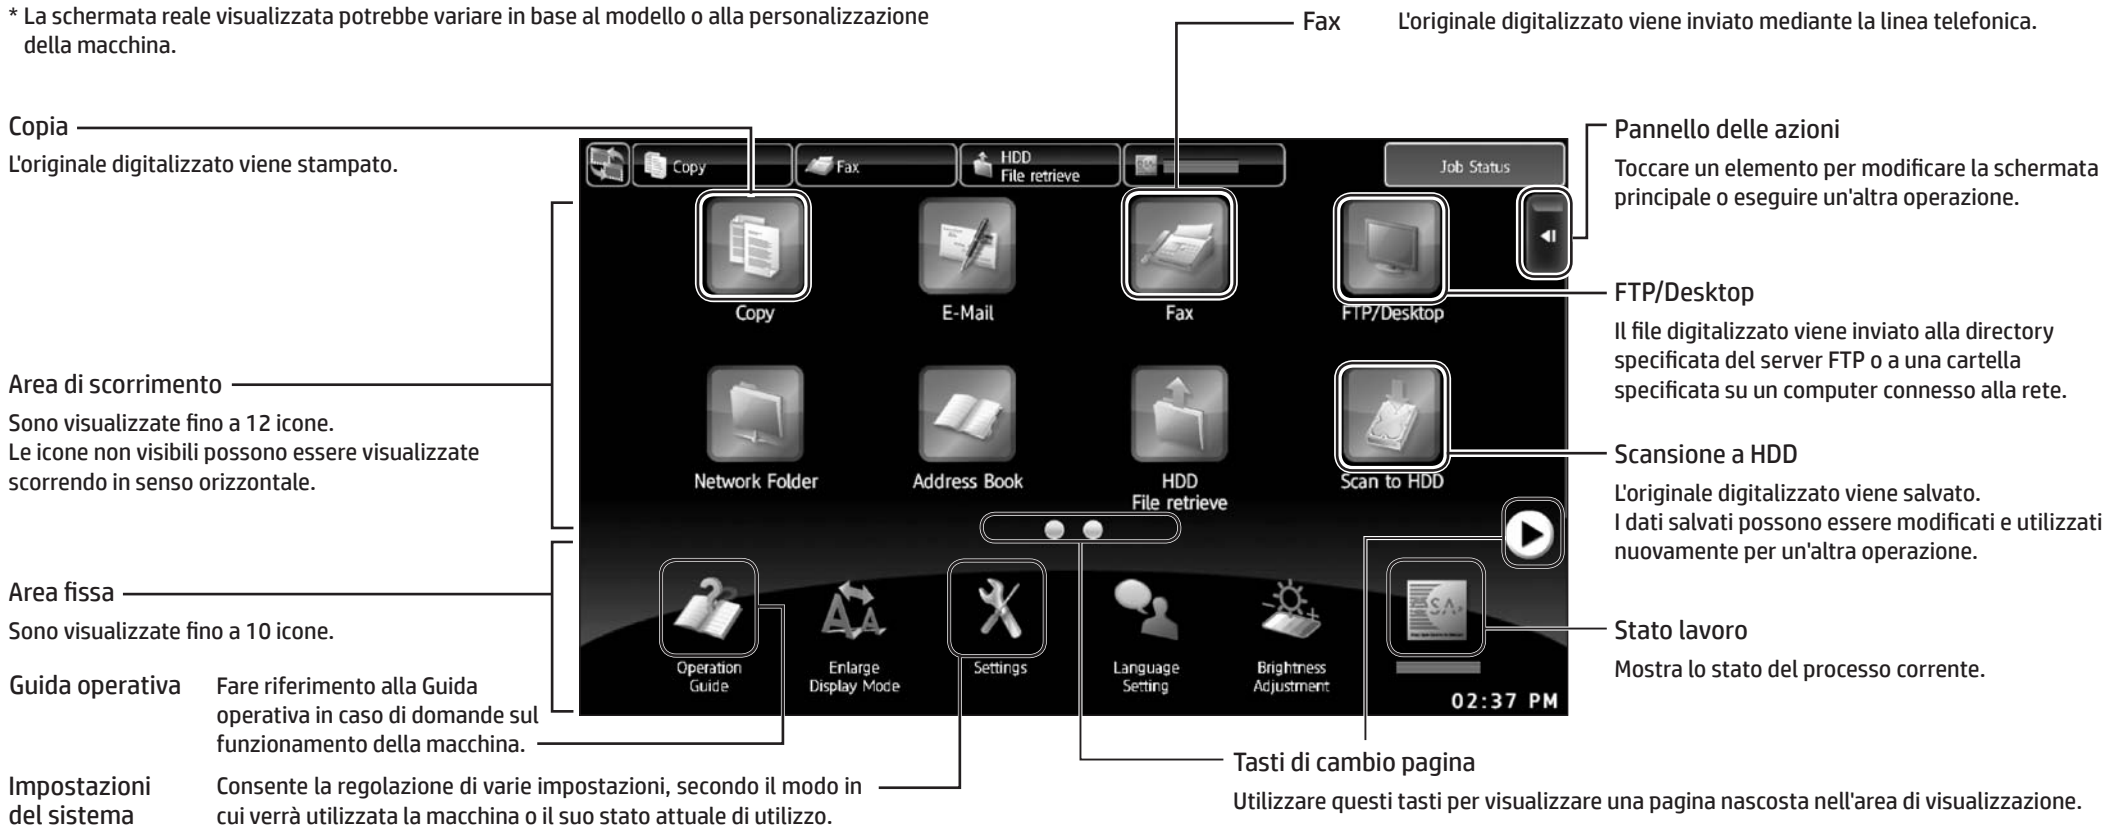 * La schermata reale visualizzata potrebbe variare in base al modello o alla personalizzazione
della macchina.
Fax
L'originale digitalizzato viene inviato mediante la linea telefonica.
Copia
L'originale digitalizzato viene stampato.
Area di scorrimento
Sono visualizzate fino a 12 icone.
Le icone non visibili possono essere visualizzate
scorrendo in senso orizzontale.
Area fissa
Sono visualizzate fino a 10 icone.
Guida operativa
Fare riferimento alla Guida
operativa in caso di domande sul
funzionamento della macchina.
Impostazioni
del sistema
Consente la regolazione di varie impostazioni, secondo il modo in
cui verrà utilizzata la macchina o il suo stato attuale di utilizzo.
Copy
Fax
HDD
File retrieve
Job Status
Copy
E-Mail
Fax
FTP/Desktop
Network Folder
Address Book
HDD
File retrieve
Scan to HDD
Operation
Guide
Enlarge
Display Mode
Settings
Language
Setting
Brightness
Adjustment
02:37 PM
Pannello delle azioni
Toccare un elemento per modificare la schermata
principale o eseguire un'altra operazione.
FTP/Desktop
Il file digitalizzato viene inviato alla directory
specificata del server FTP o a una cartella
specificata su un computer connesso alla rete.
Scansione a HDD
L'originale digitalizzato viene salvato.
I dati salvati possono essere modificati e utilizzati
nuovamente per un'altra operazione.
Stato lavoro
Mostra lo stato del processo corrente.
Tasti di cambio pagina
Utilizzare questi tasti per visualizzare una pagina nascosta nell'area di visualizzazione.